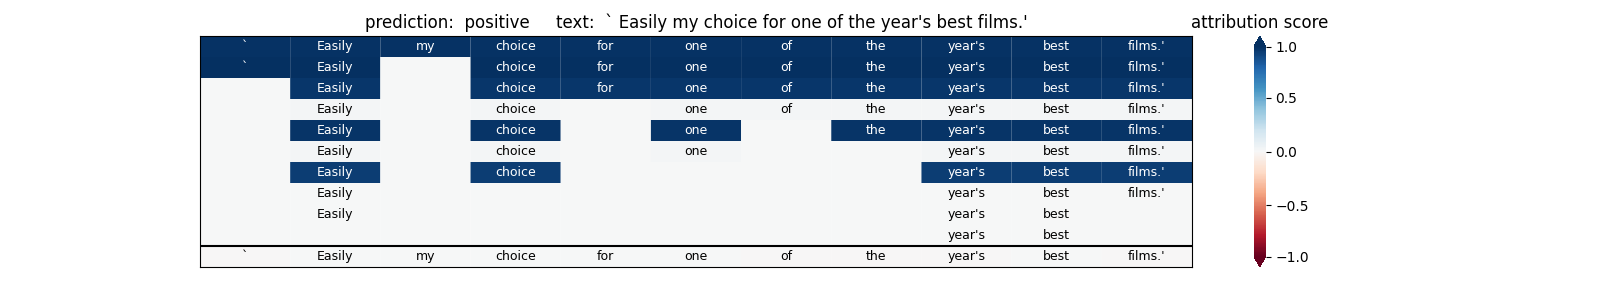 prediction:  positive     text:  ` Easily my choice for one of the year's best films.'
attribution score
` Easily my choice for one of the year's best films.'
` Easily choice for one of the year's best films.'
Easily choice for one of the year's best films.'
Easily choice one of the year's best films.'
Easily choice one the year's best films.'
Easily choice one year's best films.'
Easily choice year's best films.'
Easily year's best films.'
Easily year's best
year's best
` Easily my choice for one of the year's best films.'
1.0
0.5
0.0
−0.5
−1.0